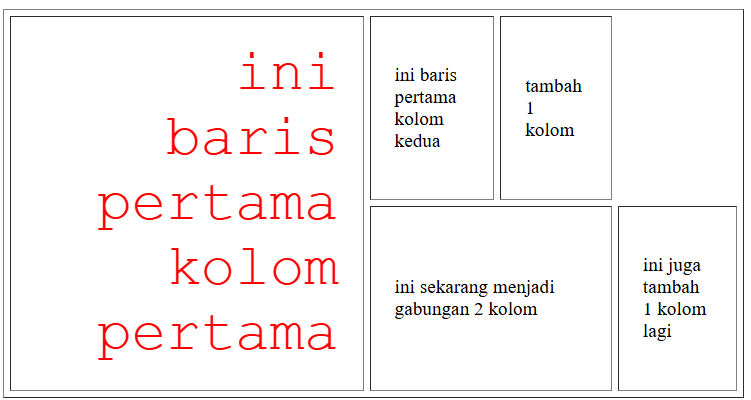 ini
baris
pertama
kolom
pertama
ini baris
pertama
kolom
kedua
tambah
1
kolom
ini sekarang menjadi
gabungan 2 kolom
ini juga
tambah
1 kolom
lagi